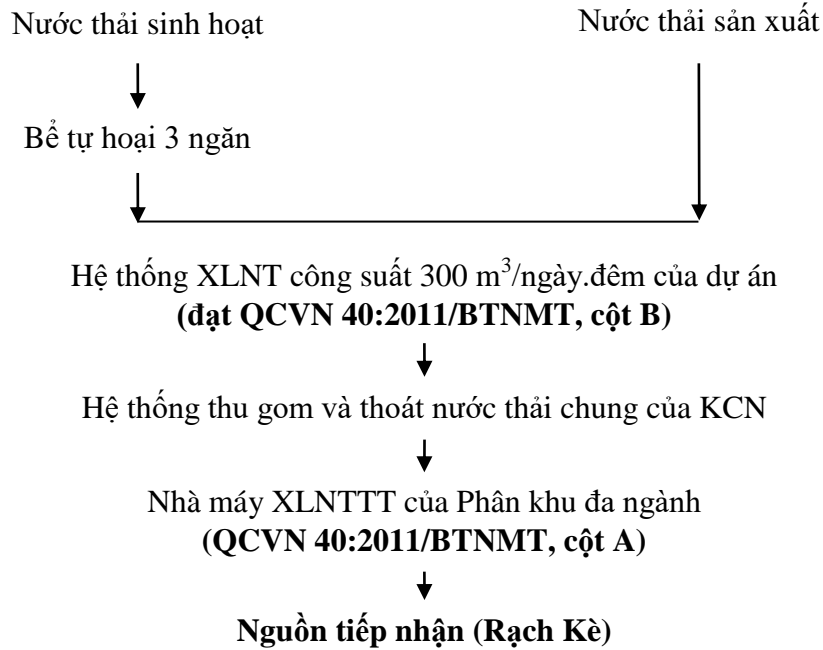 Nước thải sinh hoạt
Nước thải sản xuất
Bể tự hoại 3 ngăn
Hệ thống XLNT công suất 300 m³/ngày.đêm của dự án
(đạt QCVN 40:2011/BTNMT, cột B)
Hệ thống thu gom và thoát nước thải chung của KCN
Nhà máy XLNTTT của Phân khu đa ngành
(QCVN 40:2011/BTNMT, cột A)
Nguồn tiếp nhận (Rạch Kè)